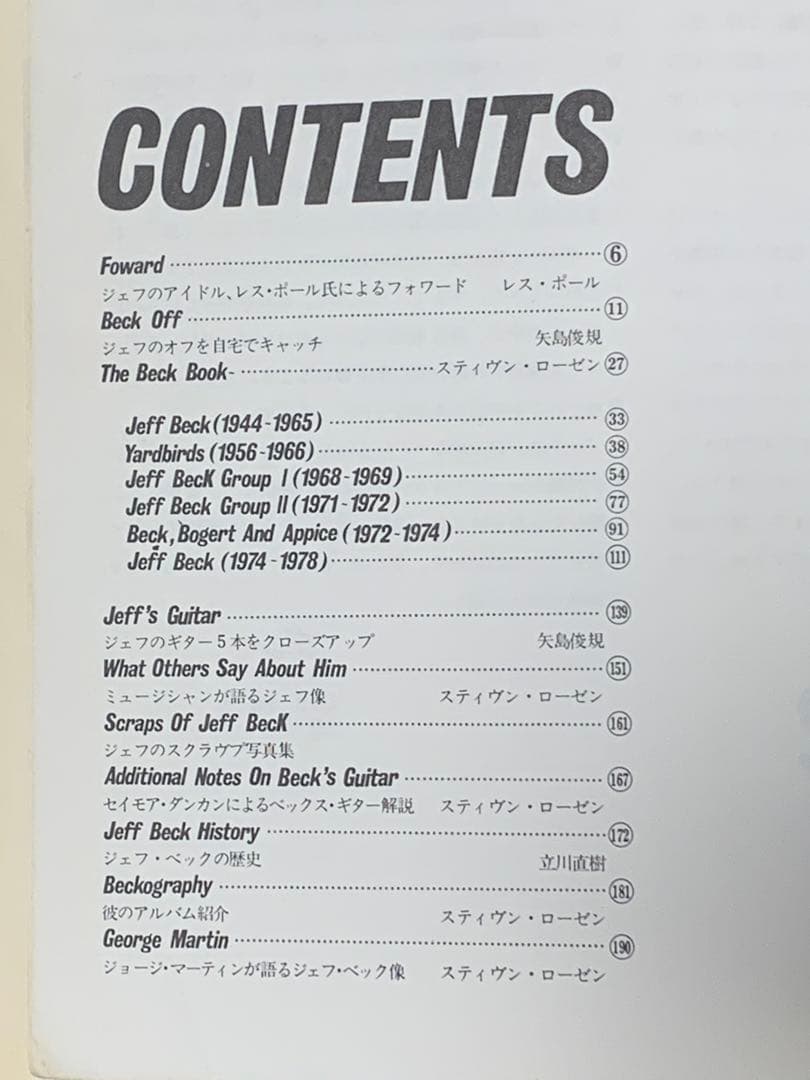 CONTENTS
Foward ⑥
ジェフのアイドル、レス・ポール氏によるフォワード レス・ポール
Beck Off ⑪
ジェフのオフを自宅でキャッチ 矢島俊規
The Beck Book- スティヴン・ローゼン ㉗
Jeff Beck(1944-1965) ㉝
Yardbirds (1956-1966) ㊳
Jeff BecK Group I (1968-1969) 54
Jeff Beck Group II (1971-1972) 77
Beck, Bogert And Appice (1972-1974) 91
Jeff Beck (1974-1978) 111
Jeff's Guitar 139
ジェフのギター5本をクローズアップ 矢島俊規
What Others Say About Him 151
ミュージシャンが語るジェフ像 スティヴン・ローゼン
Scraps Of Jeff BecK 161
ジェフのスクラヴプ写真集
Additional Notes On Beck's Guitar 167
セイモア・ダンカンによるベックス・ギター解説 スティヴン・ローゼン
Jeff Beck History 172
ジェフ・ベックの歴史 立川直樹
Beckography 181
彼のアルバム紹介 スティヴン・ローゼン
George Martin 190
ジョージ・マーティンが語るジェフ・ベック像 スティヴン・ローゼン